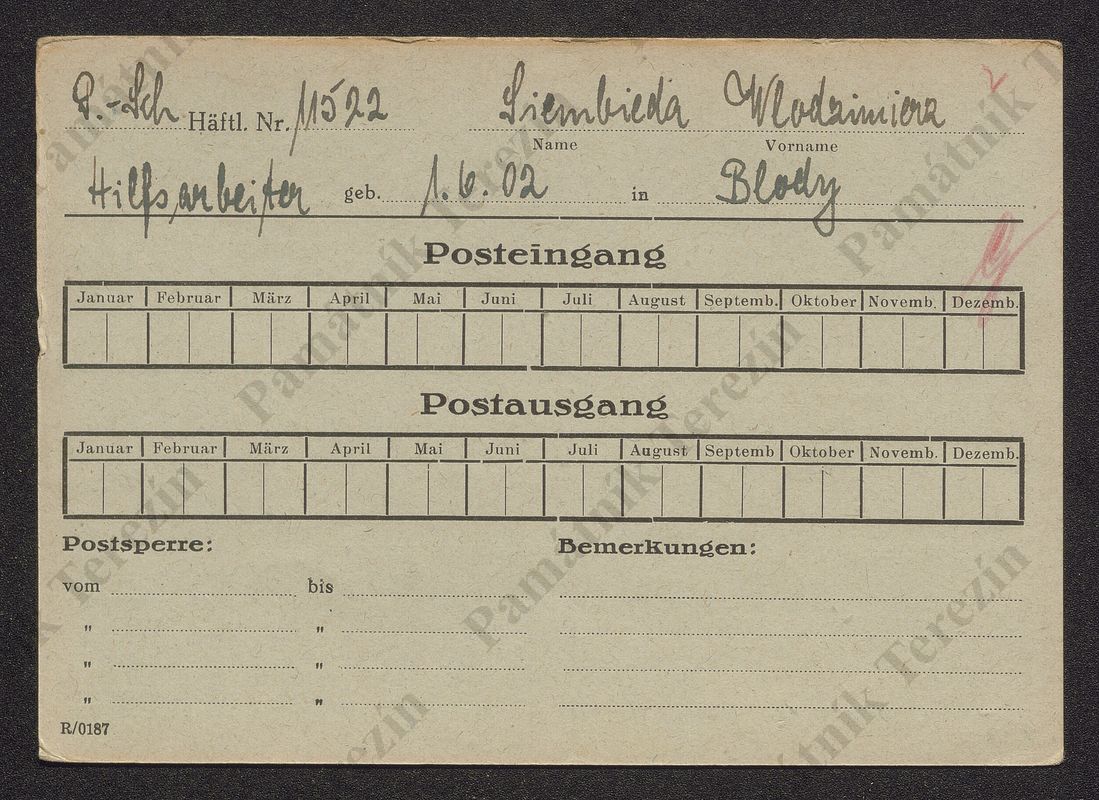 P.-Sch Häftl. Nr. 11522 Siembieda Wlodzimierz
Name Vorname
Hilfsarbeiter geb. 1.6.02 in Blody
Posteingang
Januar Februar März April Mai Juni Juli August Septemb. Oktober Novemb. Dezemb.
Postausgang
Januar Februar März April Mai Juni Juli August Septemb Oktober Novemb. Dezemb.
Postsperre: Bemerkungen:
vom bis
" "
" "
" "
R/0187
Památník Terezín